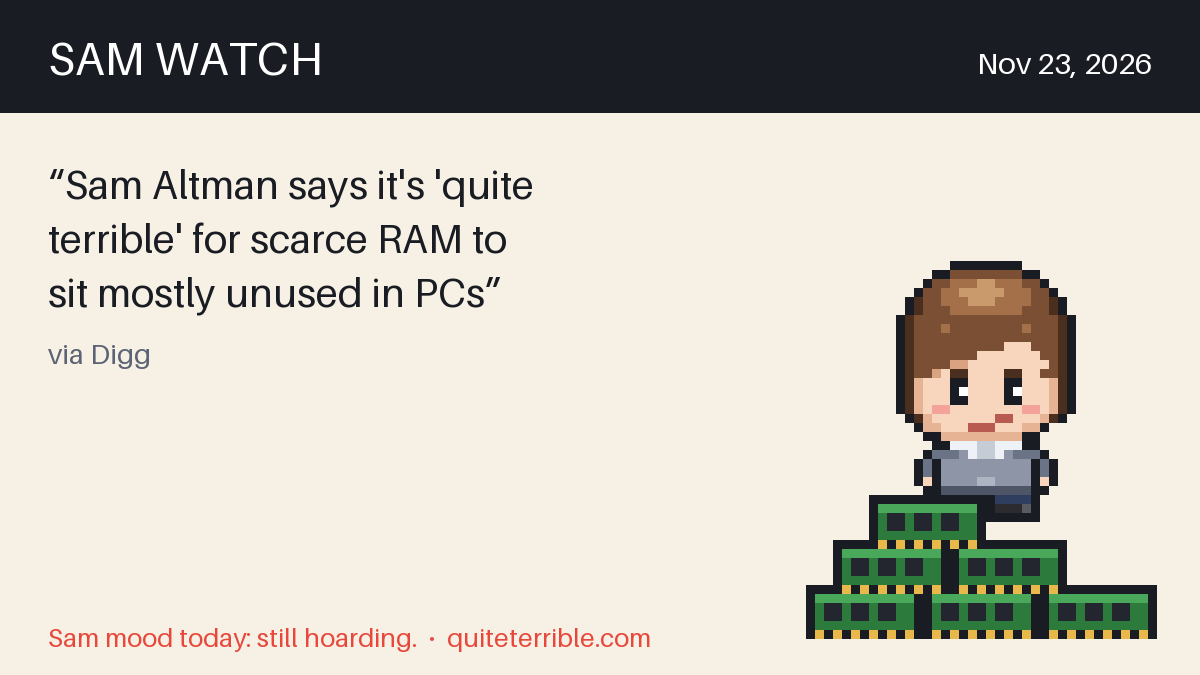 SAM WATCH
Nov 23, 2026
“Sam Altman says it's 'quite
terrible' for scarce RAM to
sit mostly unused in PCs”
via Digg
Sam mood today: still hoarding. · quiteterrible.com